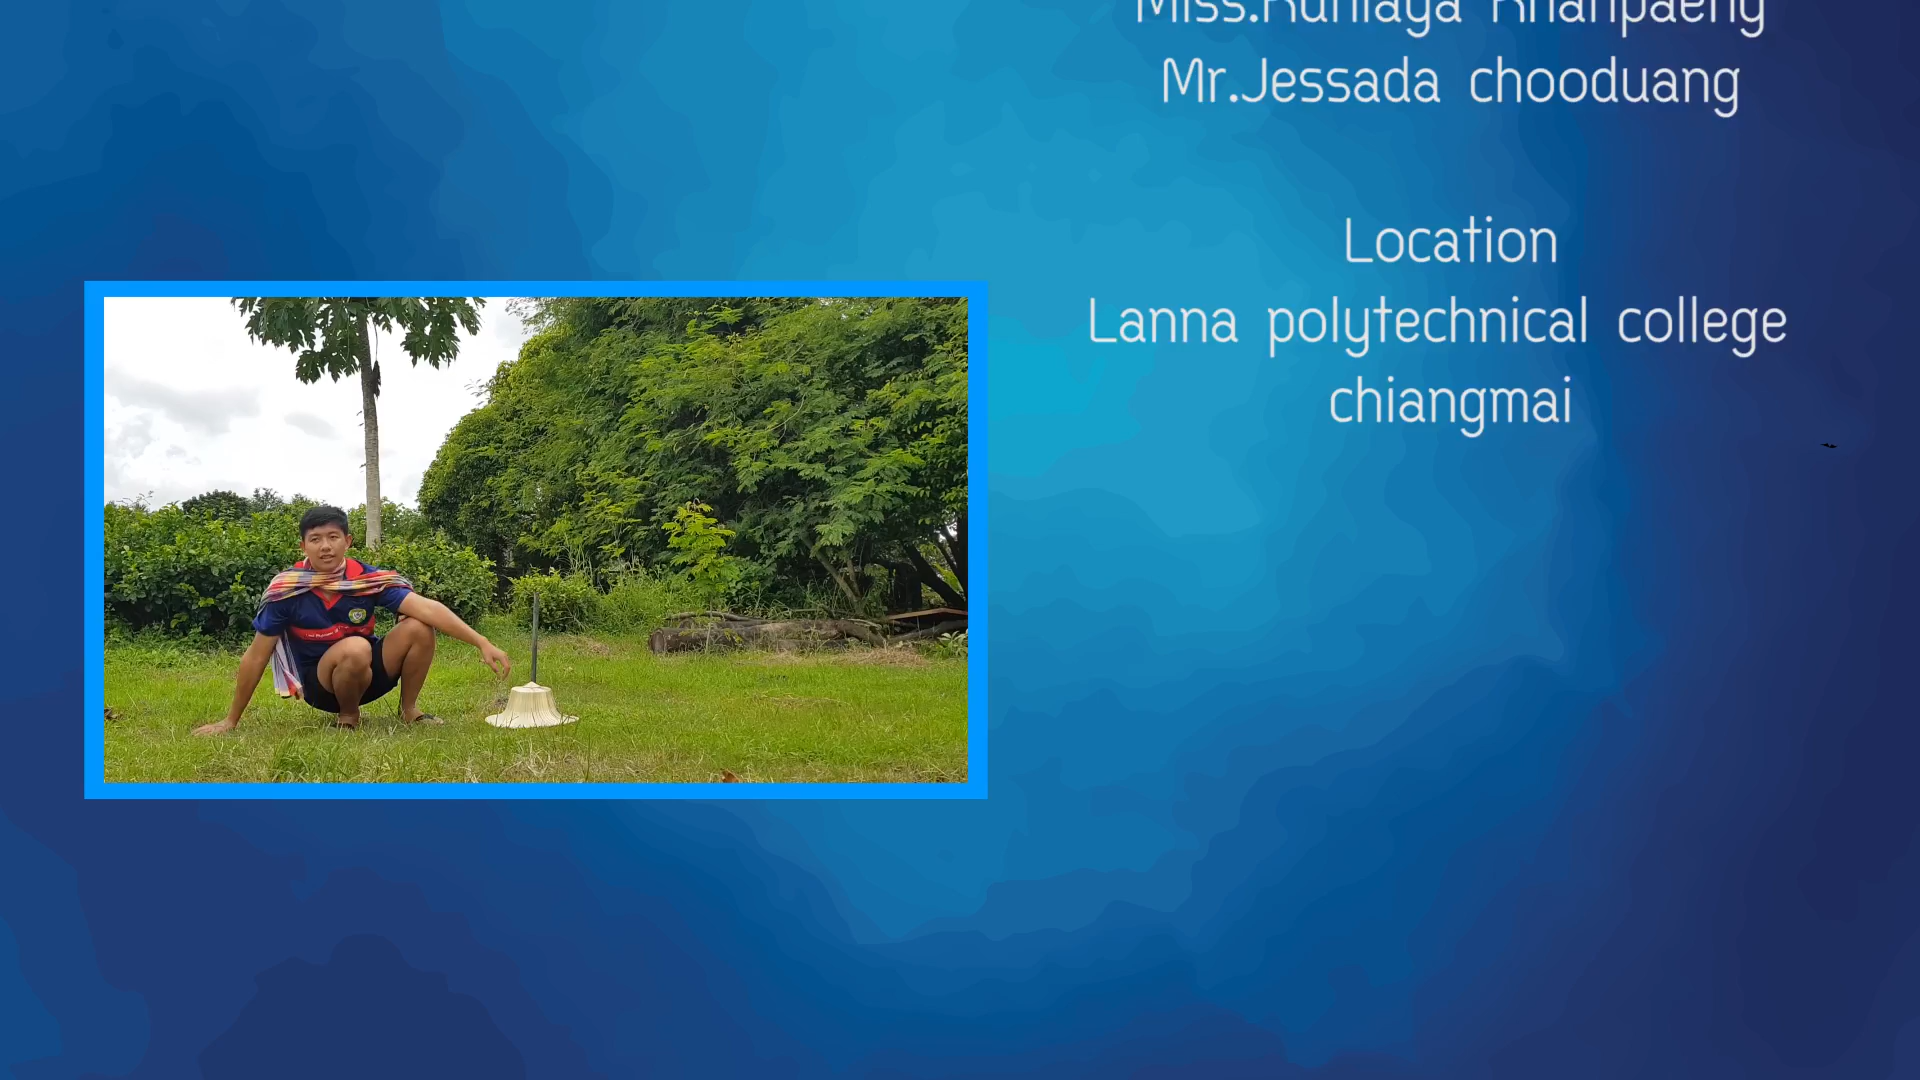 Mr.Jessada chooduang
Location
Lanna polytechnical college
chiangmai